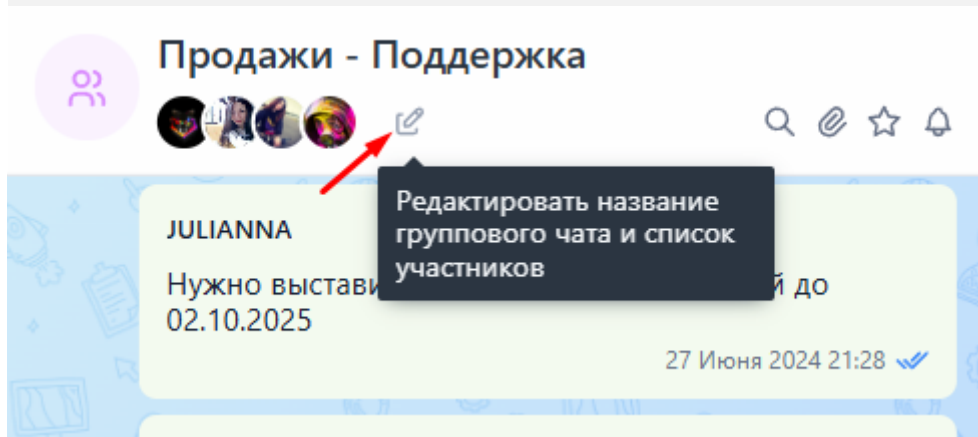 Продажи - Поддержка
Редактировать название
группового чата и список
участников
JULIANNA
Нужно й до
02.10.2025
27 Июня 2024 21:28